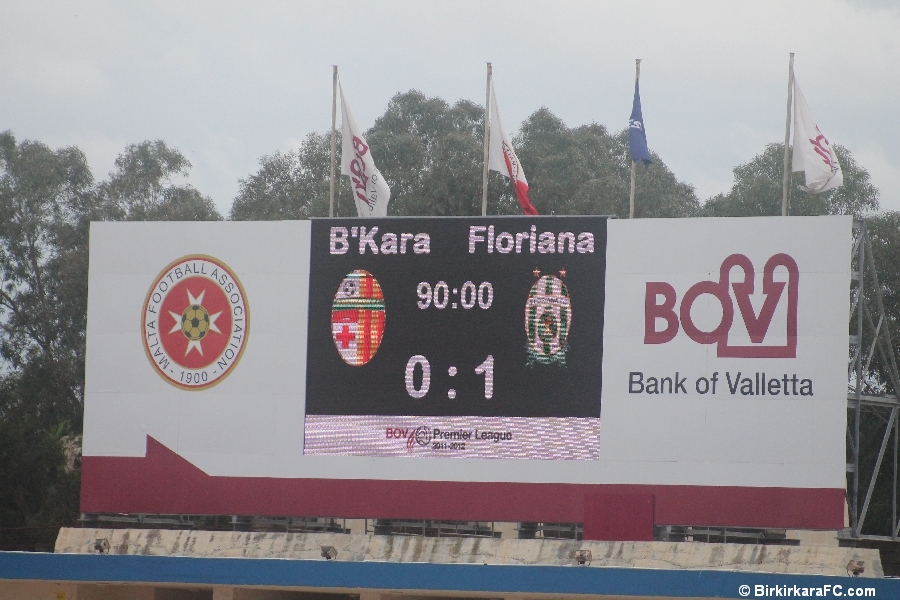 B'Kara Floriana
90:00
0 : 1
BOV Premier League
2011-2012
MALTA FOOTBALL ASSOCIATION
- 1900 -
BOV
Bank of Valletta
© BirkirkaraFC.com